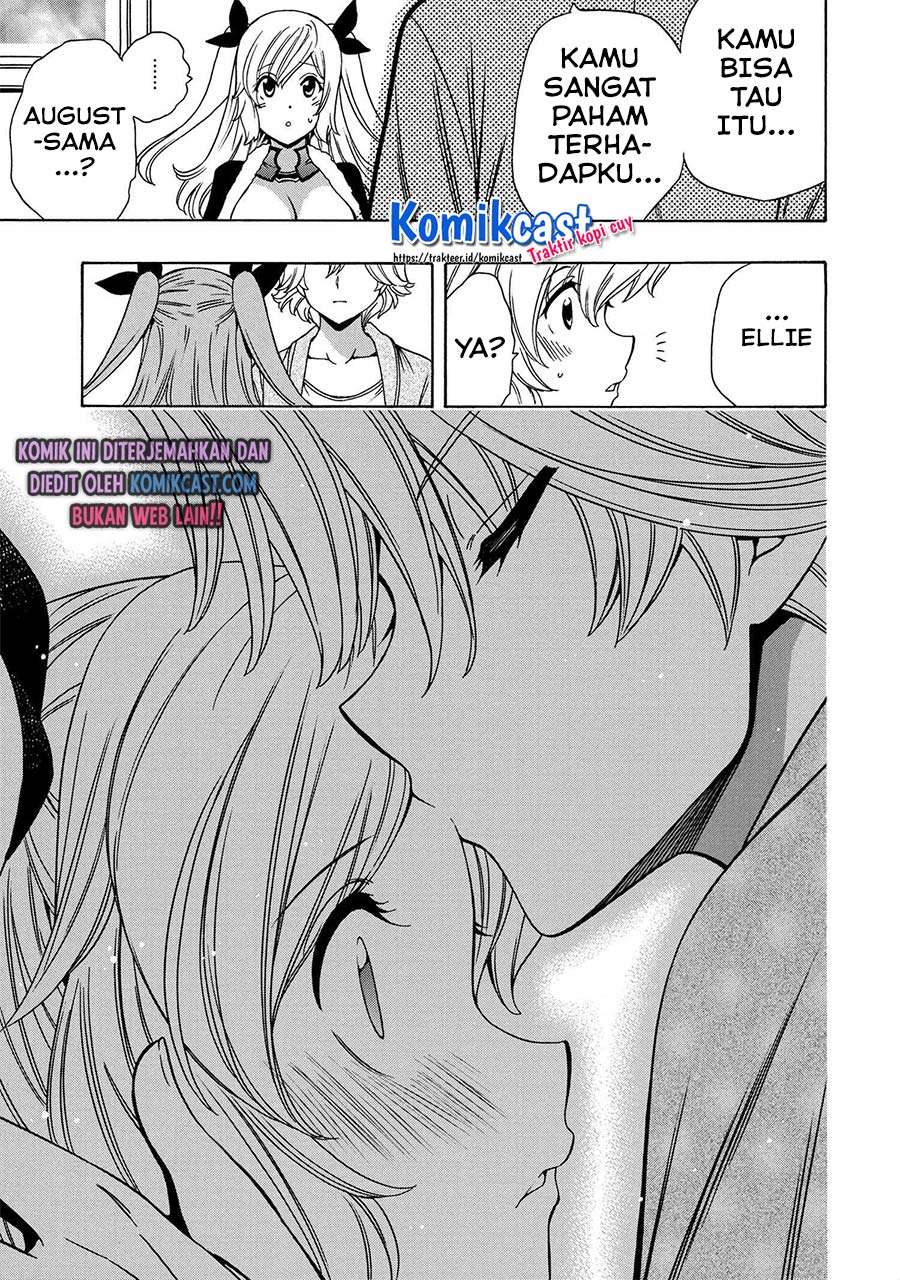 KAMU
BISA
TAU
ITU...
KAMU
SANGAT
PAHAM
TERHA-
DAPKU...
......
AUGUST
-SAMA
...?
Komikcast
Traktir kopi cuy
https://trakteer.id/komikcast
...
ELLIE
YA?
KOMIK INI DITERJEMAHKAN DAN
DIEDIT OLEH KOMIKCAST.COM
BUKAN WEB LAIN!!